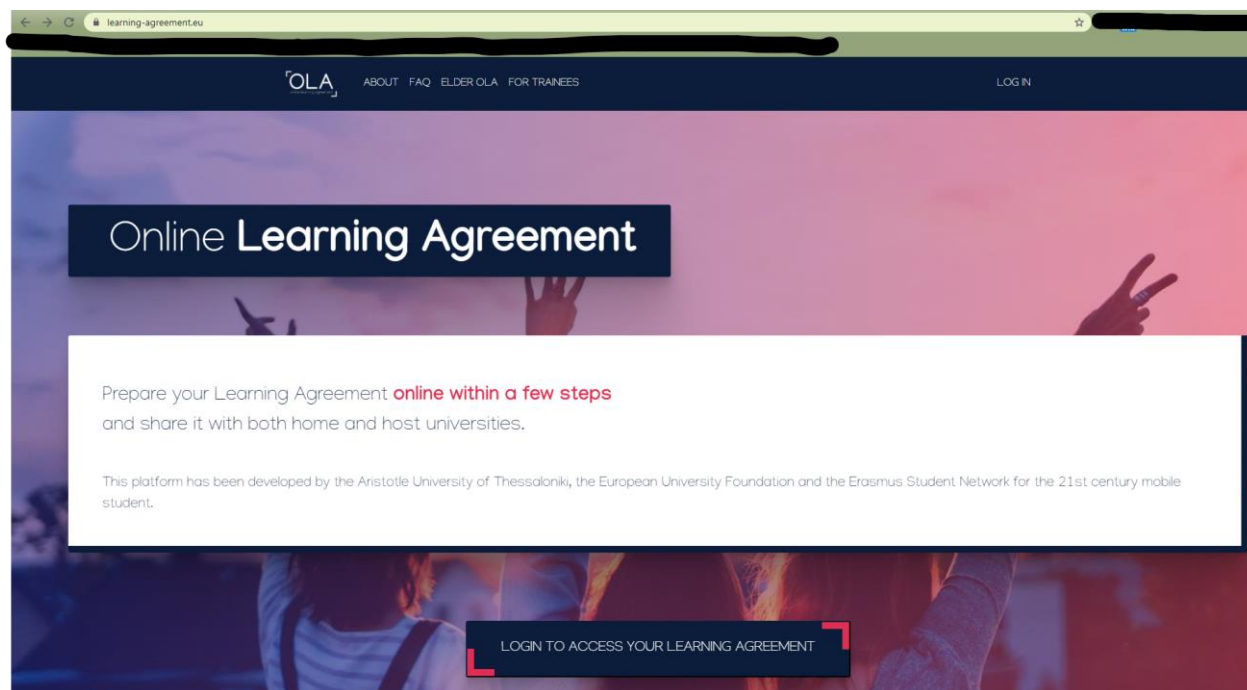 learning-agreement.eu
OLA
ABOUT FAQ ELDER OLA FOR TRAINEES
LOG IN
Online Learning Agreement
Prepare your Learning Agreement online within a few steps
and share it with both home and host universities.
This platform has been developed by the Aristotle University of Thessaloniki, the European University Foundation and the Erasmus Student Network for the 21st century mobile
student.
LOGIN TO ACCESS YOUR LEARNING AGREEMENT